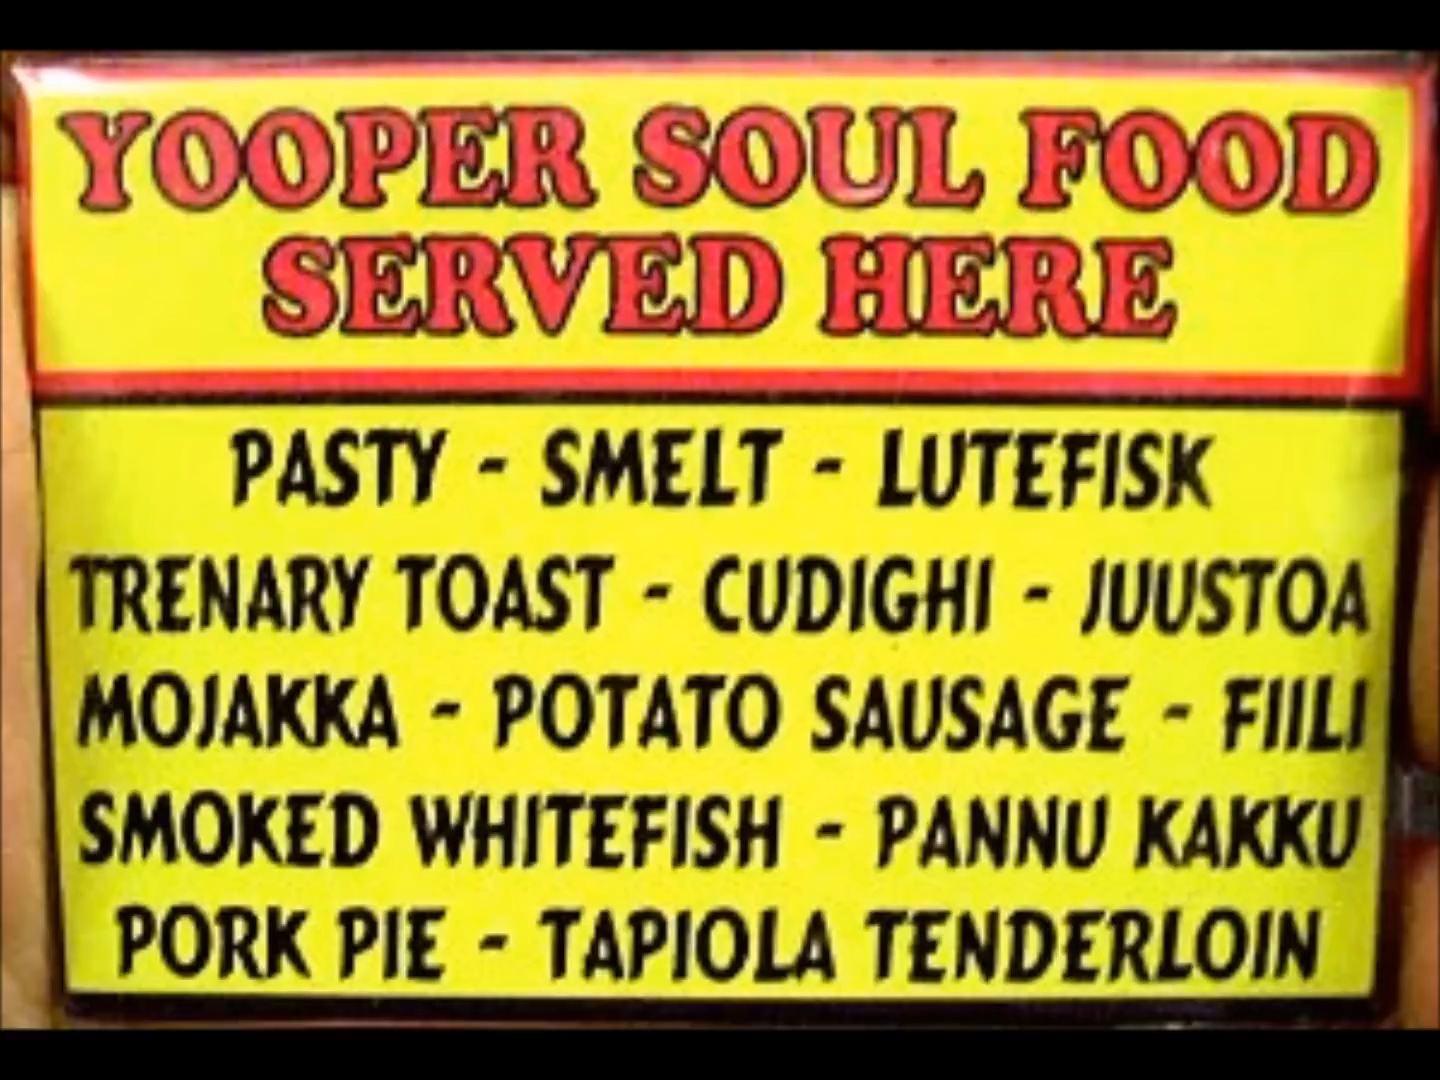 YOOPER SOUL FOOD
SERVED HERE
PASTY - SMELT - LUTEFISK
TRENARY TOAST - CUDIGHI - JUUSTOA
MOJAKKA - POTATO SAUSAGE - FIILI
SMOKED WHITEFISH - PANNU KAKKU
PORK PIE - TAPIOLA TENDERLOIN